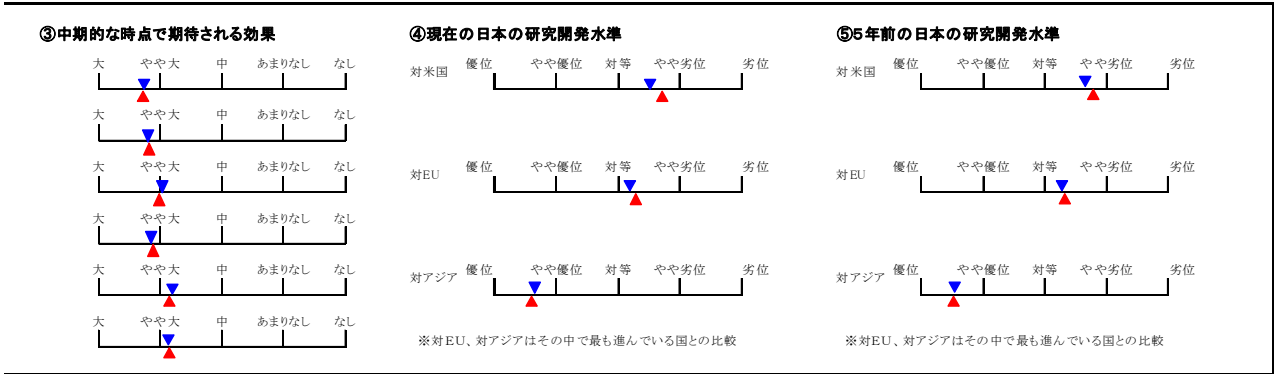 ③中期的な時点で期待される効果
大 やや大 中 あまりなし なし
大 やや大 中 あまりなし なし
大 やや大 中 あまりなし なし
大 やや大 中 あまりなし なし
大 やや大 中 あまりなし なし
大 やや大 中 あまりなし なし
④現在の日本の研究開発水準
対米国 優位 やや優位 対等 やや劣位 劣位
対EU 優位 やや優位 対等 やや劣位 劣位
対アジア 優位 やや優位 対等 やや劣位 劣位
※対EU、対アジアはその中で最も進んでいる国との比較
⑤5年前の日本の研究開発水準
対米国 優位 やや優位 対等 やや劣位 劣位
対EU 優位 やや優位 対等 やや劣位 劣位
対アジア 優位 やや優位 対等 やや劣位 劣位
※対EU、対アジアはその中で最も進んでいる国との比較